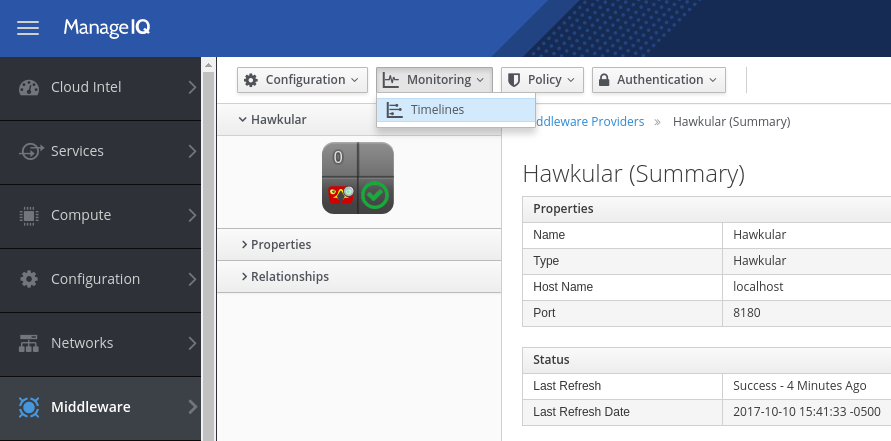 ManageIQ
Cloud Intel
Services
Compute
Configuration
Networks
Middleware
Configuration Monitoring Policy Authentication
Timelines
Hawkular
0
Properties
Relationships
ddleware Providers » Hawkular (Summary)
Hawkular (Summary)
Properties
Name Hawkular
Type Hawkular
Host Name localhost
Port 8180
Status
Last Refresh Success - 4 Minutes Ago
Last Refresh Date 2017-10-10 15:41:33 -0500